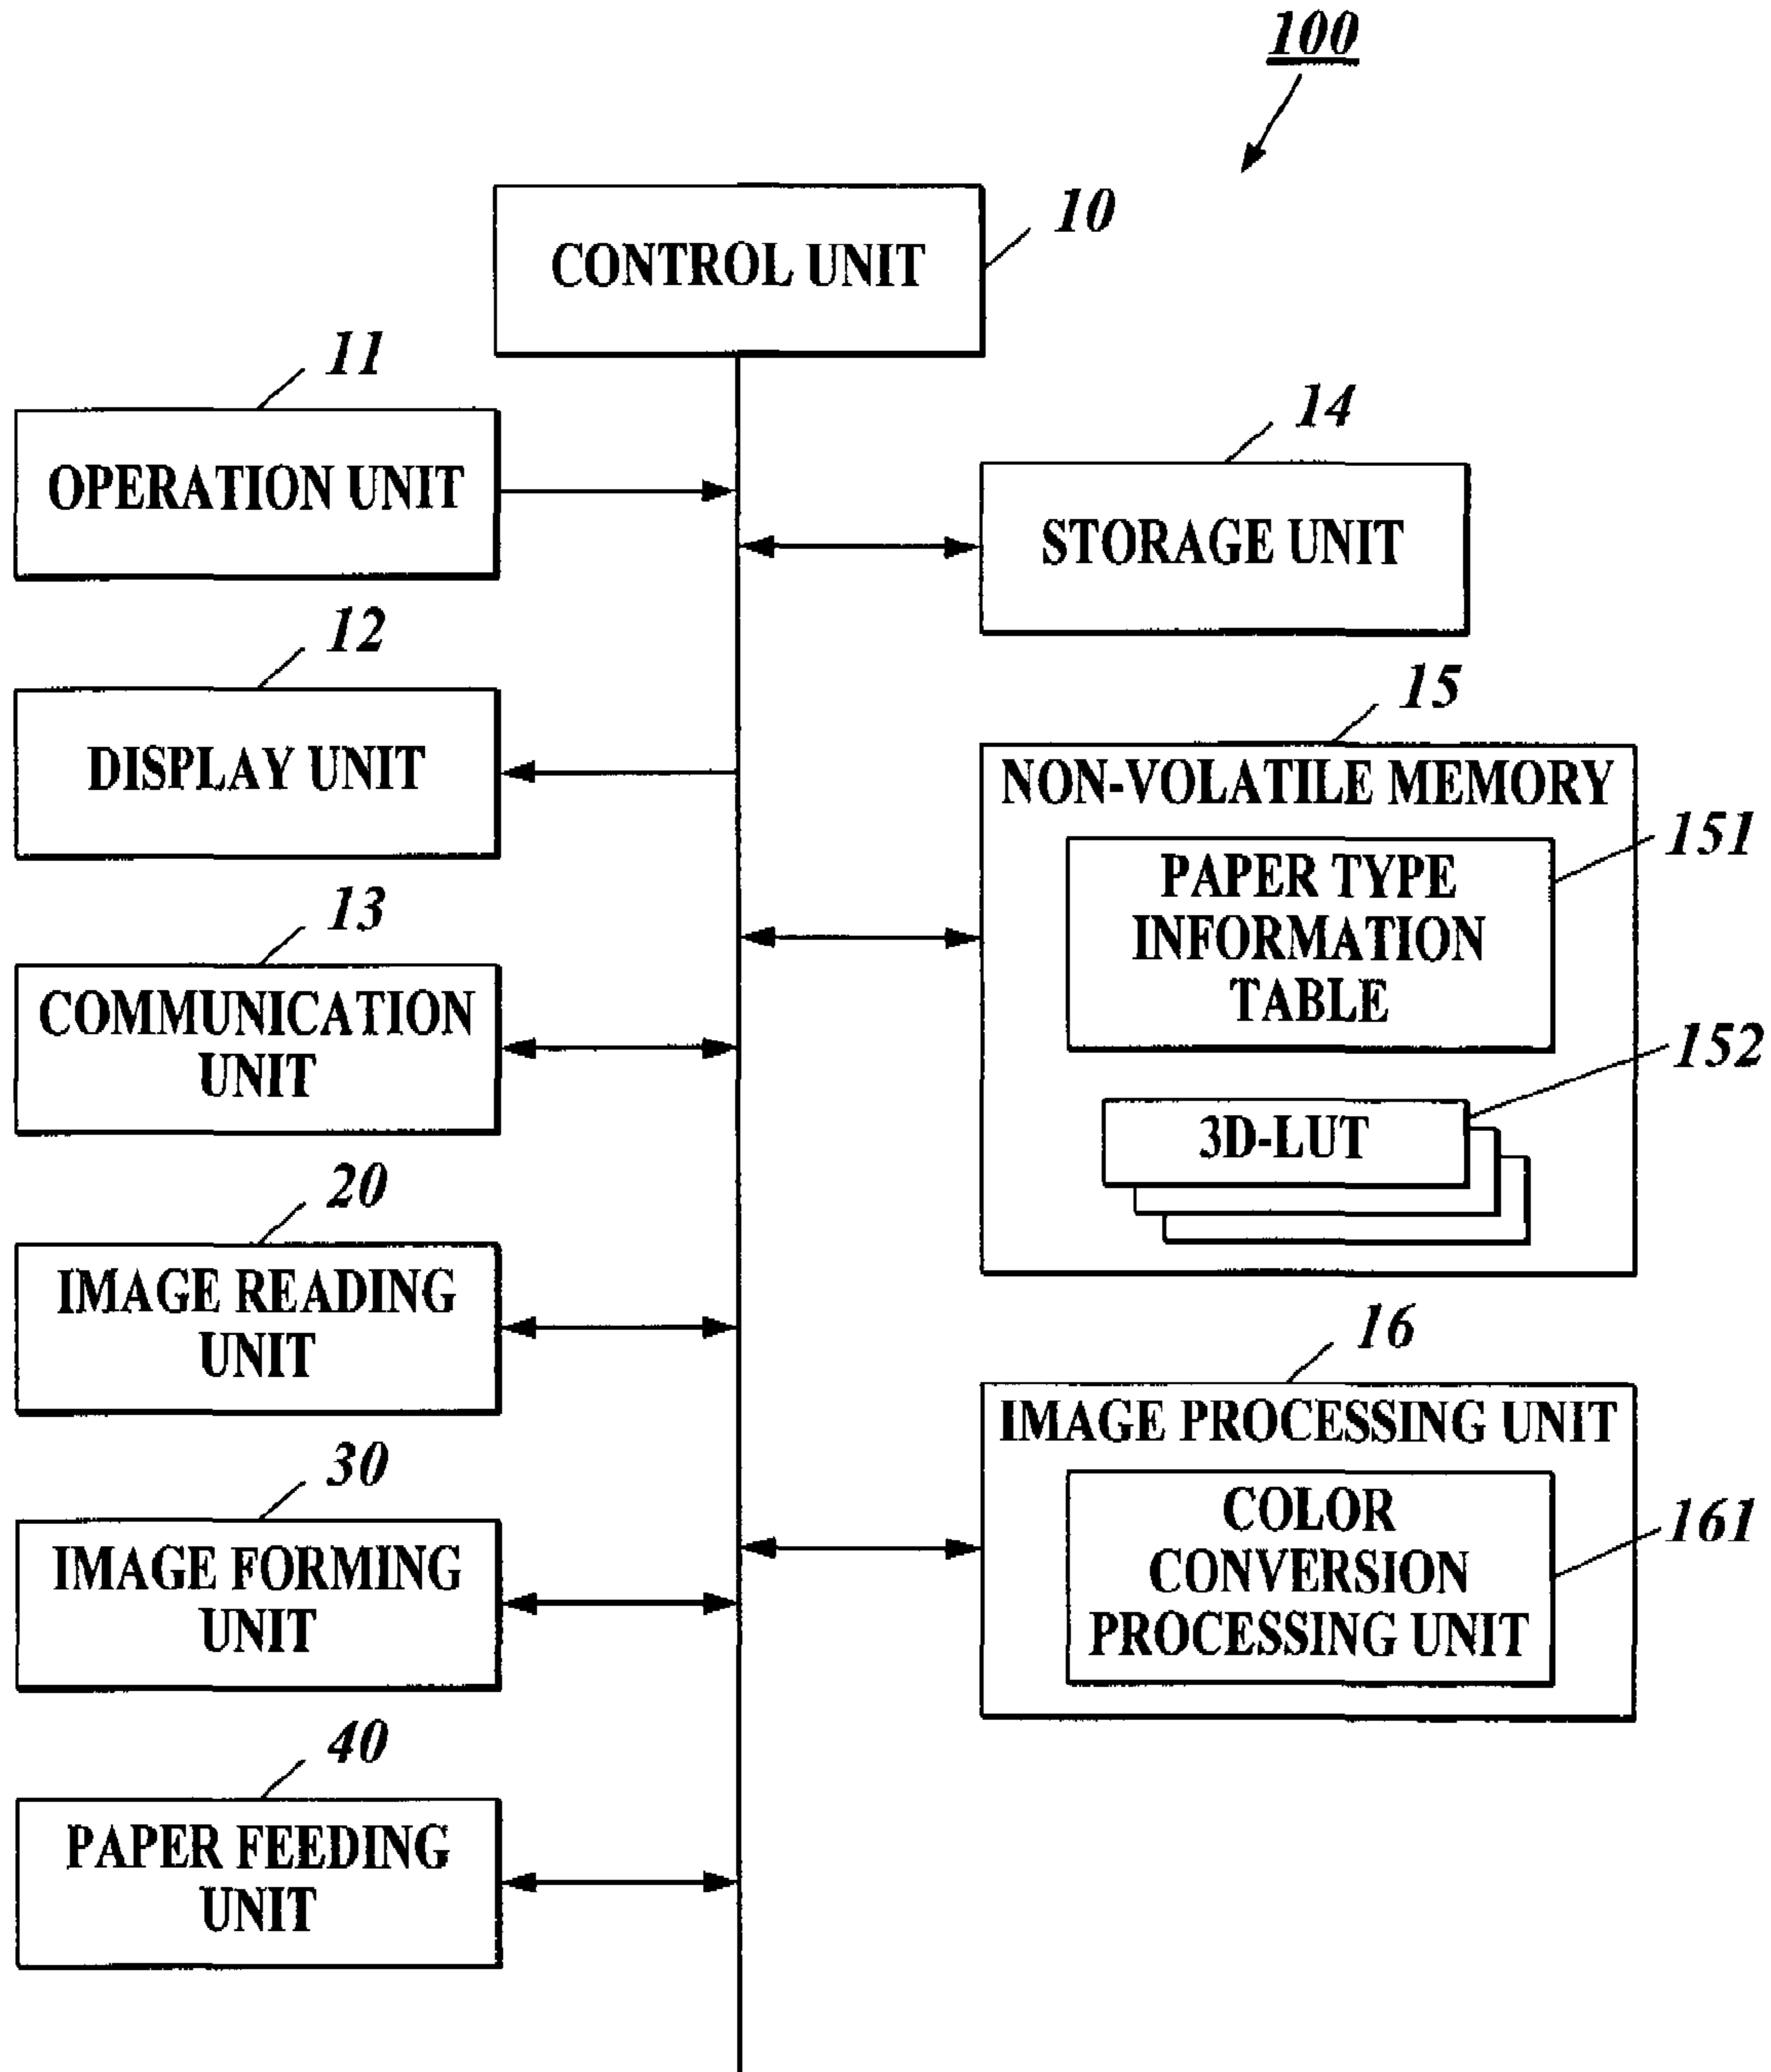 100
10
CONTROL UNIT
11
OPERATION UNIT
14
STORAGE UNIT
12
DISPLAY UNIT
15
NON-VOLATILE MEMORY
151
PAPER TYPE
INFORMATION
TABLE
13
COMMUNICATION
UNIT
152
3D-LUT
20
IMAGE READING
UNIT
16
IMAGE PROCESSING UNIT
161
COLOR
CONVERSION
PROCESSING UNIT
30
IMAGE FORMING
UNIT
40
PAPER FEEDING
UNIT